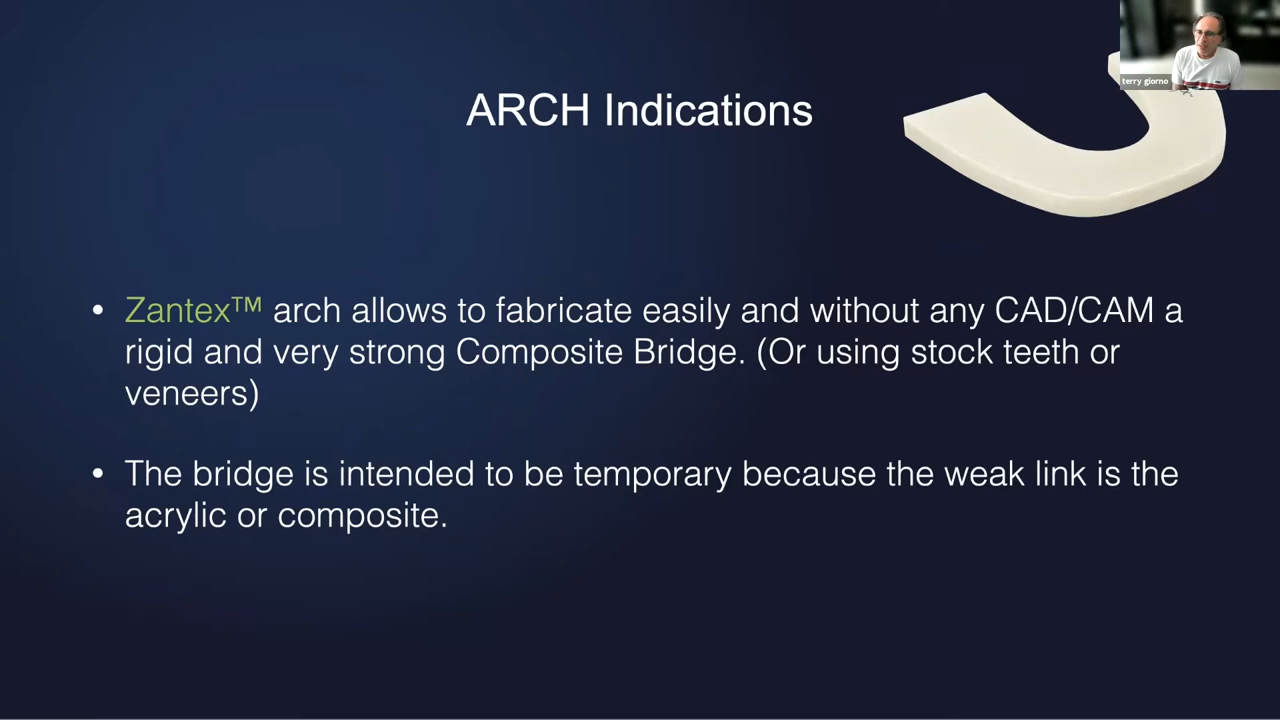 terry giorno
ARCH Indications
• Zantex™ arch allows to fabricate easily and without any CAD/CAM a
rigid and very strong Composite Bridge. (Or using stock teeth or
veneers)
• The bridge is intended to be temporary because the weak link is the
acrylic or composite.